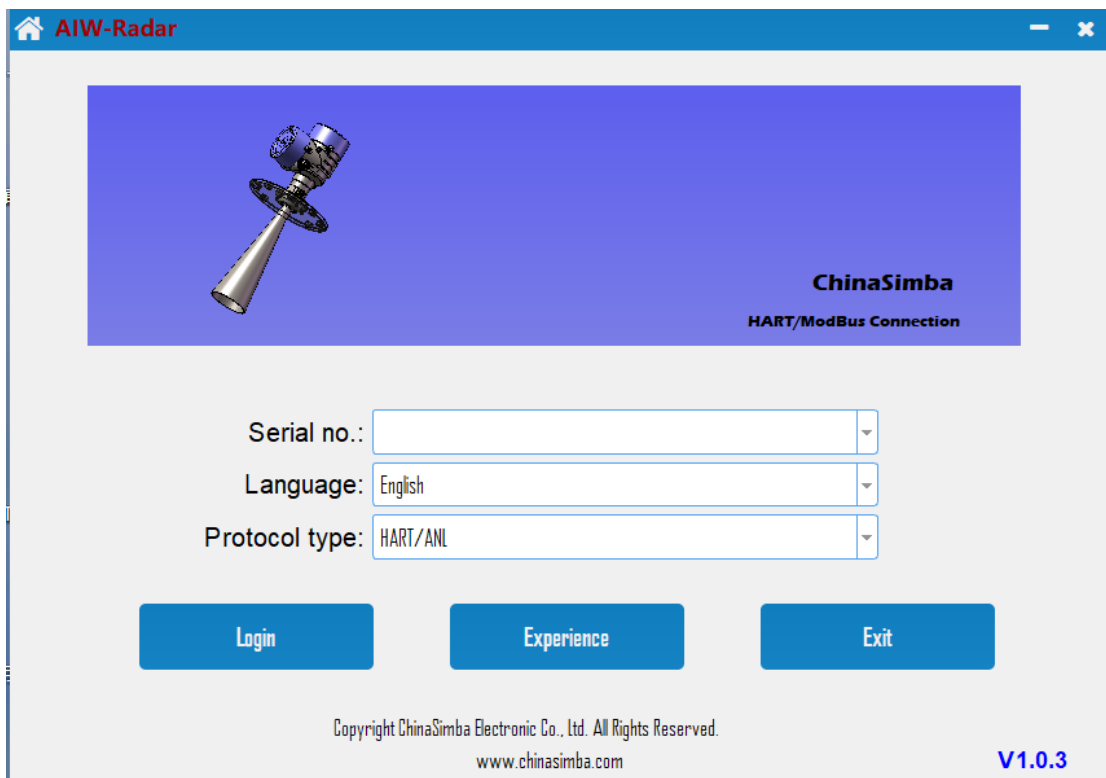 AIW-Radar
ChinaSimba
HART/ModBus Connection
Serial no.:
Language: English
Protocol type: HART/ANL
Login Experience Exit
Copyright ChinaSimba Electronic Co., Ltd. All Rights Reserved.
www.chinasimba.com
V1.0.3